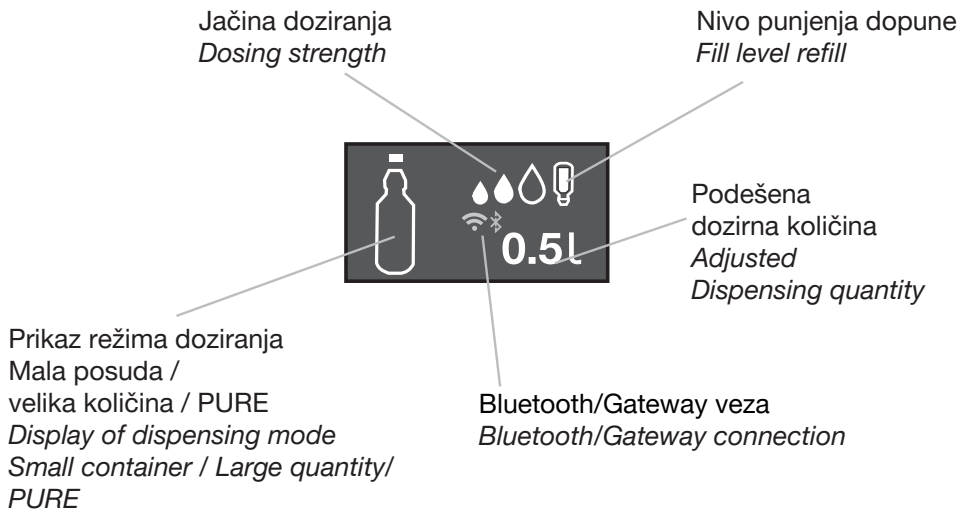 Jačina doziranja
Dosing strength
Nivo punjenja dopune
Fill level refill
0.5l
Podešena
dozirna količina
Adjusted
Dispensing quantity
Prikaz režima doziranja
Mala posuda /
velika količina / PURE
Display of dispensing mode
Small container / Large quantity/
PURE
Bluetooth/Gateway veza
Bluetooth/Gateway connection